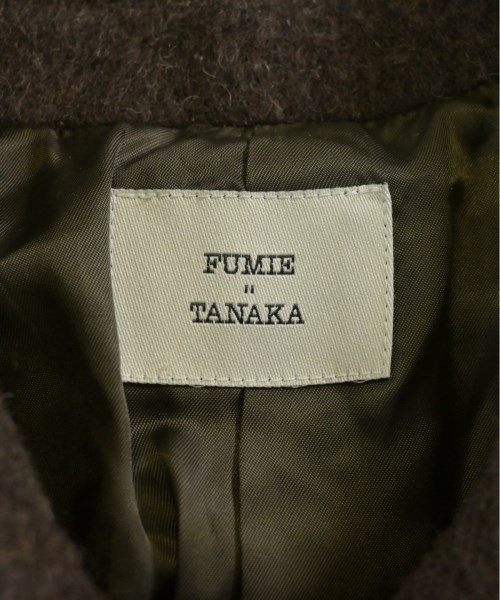 FUMIE
"
TANAKA